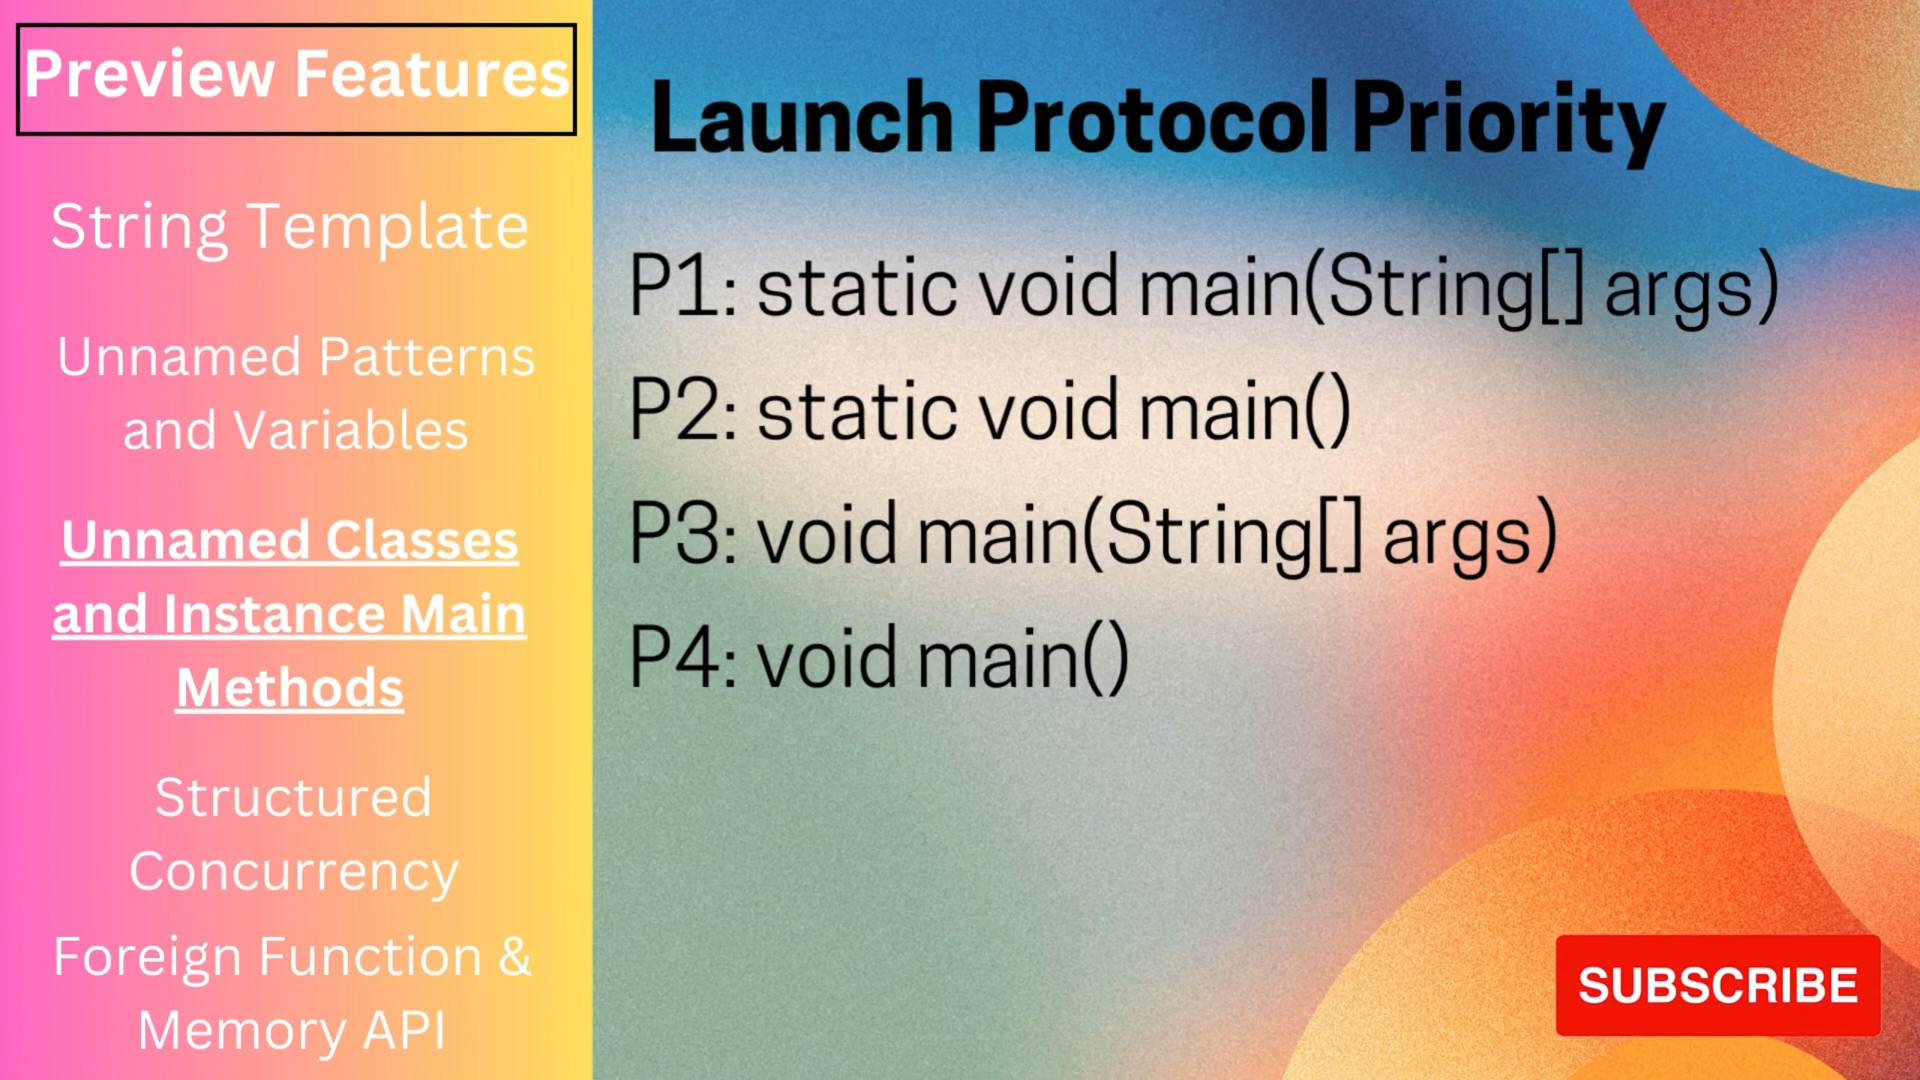 Preview Features
String Template
Unnamed Patterns
and Variables
Unnamed Classes
and Instance Main
Methods
Structured
Concurrency
Foreign Function &
Memory API
Launch Protocol Priority
P1: static void main(String[] args)
P2: static void main()
P3: void main(String[] args)
P4: void main()
SUBSCRIBE